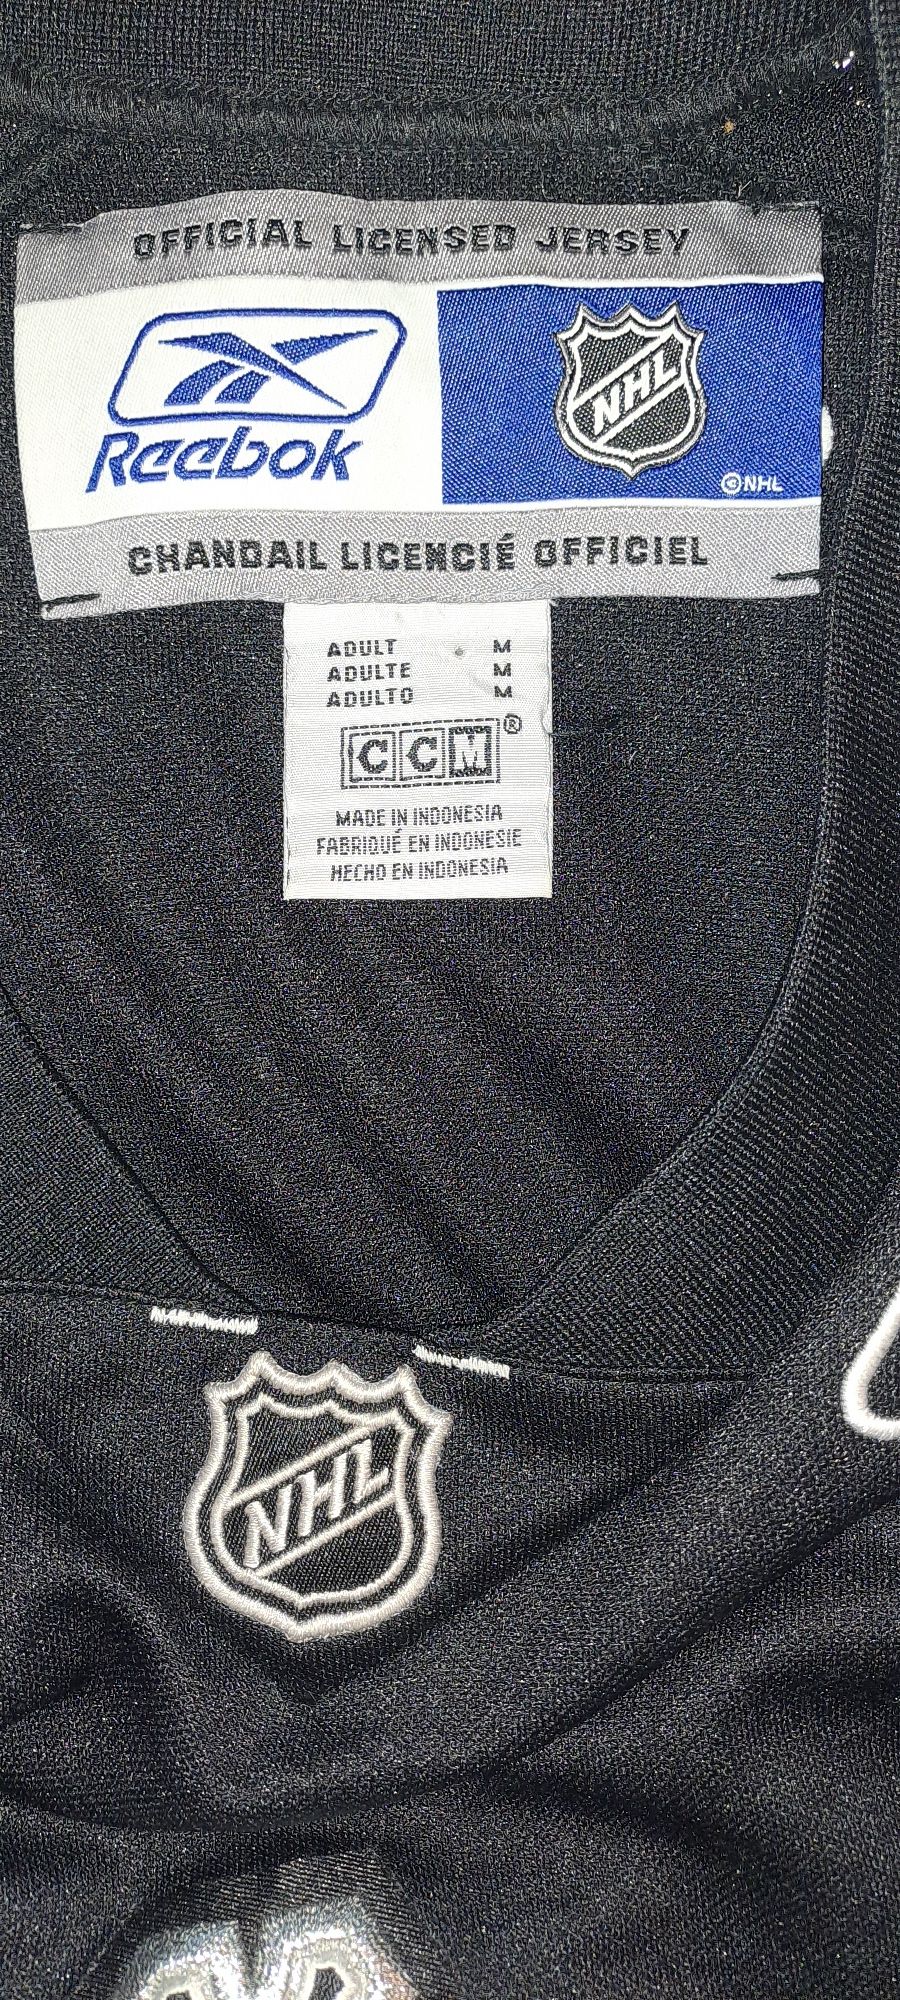 OFFICIAL LICENSED JERSEY
Reebok
NHL
©NHL
CHANDAIL LICENCIÉ OFFICIEL
ADULT M
ADULTE M
ADULTO M
CCM®
MADE IN INDONESIA
FABRIQUÉ EN INDONESIE
HECHO EN INDONESIA
NHL